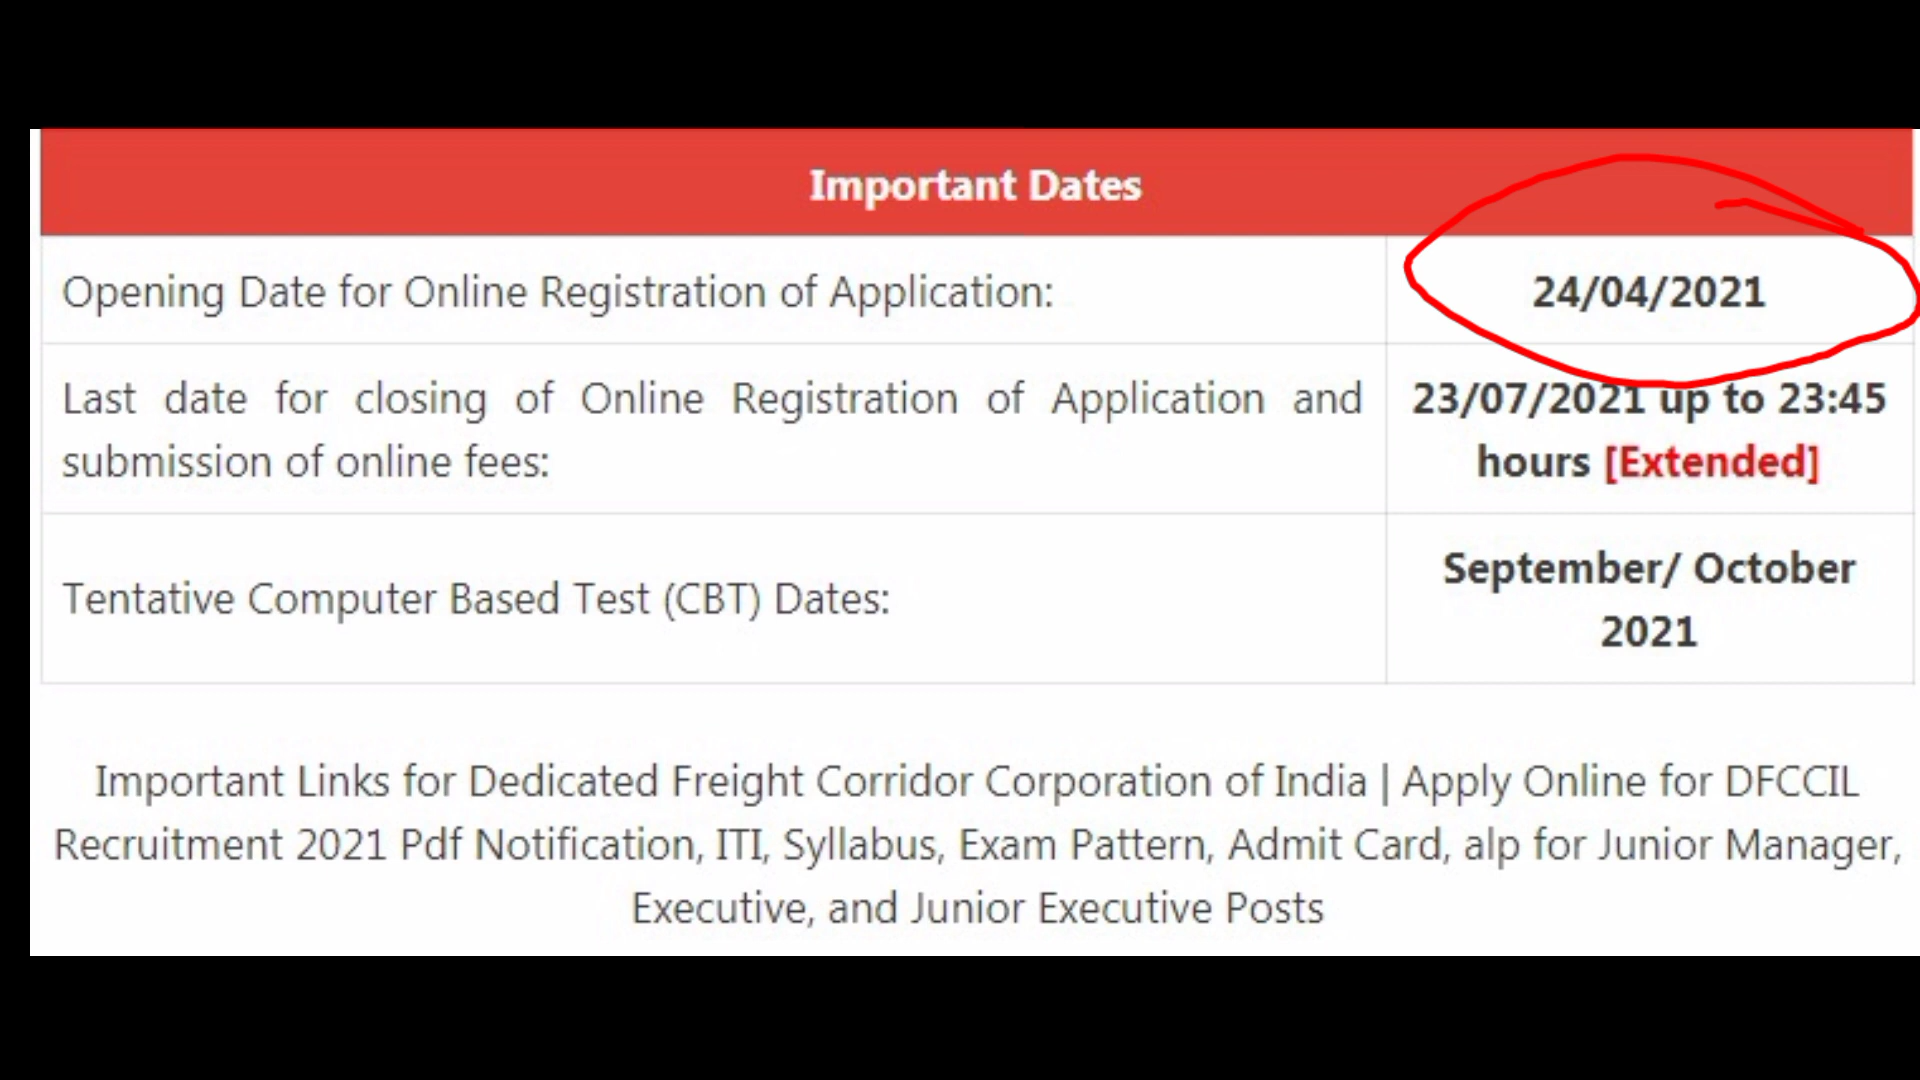 Important Dates
Opening Date for Online Registration of Application:
24/04/2021
Last date for closing of Online Registration of Application and
submission of online fees:
23/07/2021 up to 23:45
hours [Extended]
Tentative Computer Based Test (CBT) Dates:
September/ October
2021
Important Links for Dedicated Freight Corridor Corporation of India | Apply Online for DFCCIL
Recruitment 2021 Pdf Notification, ITI, Syllabus, Exam Pattern, Admit Card, alp for Junior Manager,
Executive, and Junior Executive Posts